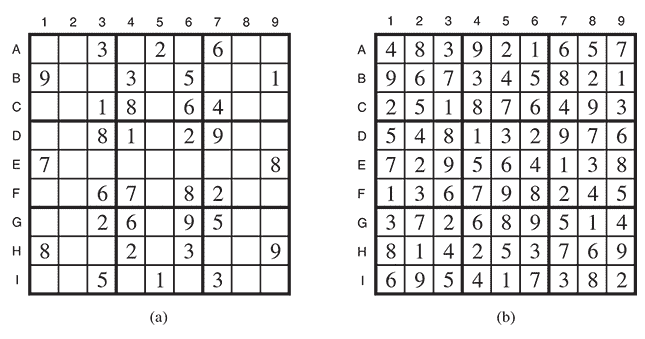 1 2 3 4 5 6 7 8 9 1 2 3 4 5 6 7 8 9
A 3 2 6 A 4 8 3 9 2 1 6 5 7
B 9 3 5 1 B 9 6 7 3 4 5 8 2 1
C 1 8 6 4 C 2 5 1 8 7 6 4 9 3
D 8 1 2 9 D 5 4 8 1 3 2 9 7 6
E 7 8 E 7 2 9 5 6 4 1 3 8
F 6 7 8 2 F 1 3 6 7 9 8 2 4 5
G 2 6 9 5 G 3 7 2 6 8 9 5 1 4
H 8 2 3 9 H 8 1 4 2 5 3 7 6 9
I 5 1 3 I 6 9 5 4 1 7 3 8 2
(a) (b)